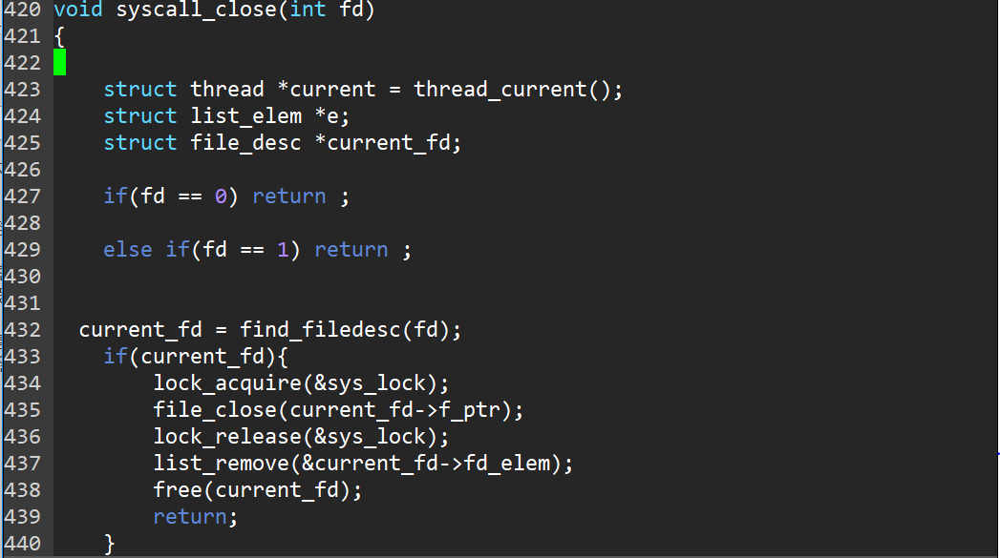 420 void syscall_close(int fd)
421 {
422
423     struct thread *current = thread_current();
424     struct list_elem *e;
425     struct file_desc *current_fd;
426
427     if(fd == 0) return ;
428
429     else if(fd == 1) return ;
430
431
432   current_fd = find_filedesc(fd);
433     if(current_fd){
434         lock_acquire(&sys_lock);
435         file_close(current_fd->f_ptr);
436         lock_release(&sys_lock);
437         list_remove(&current_fd->fd_elem);
438         free(current_fd);
439         return;
440     }